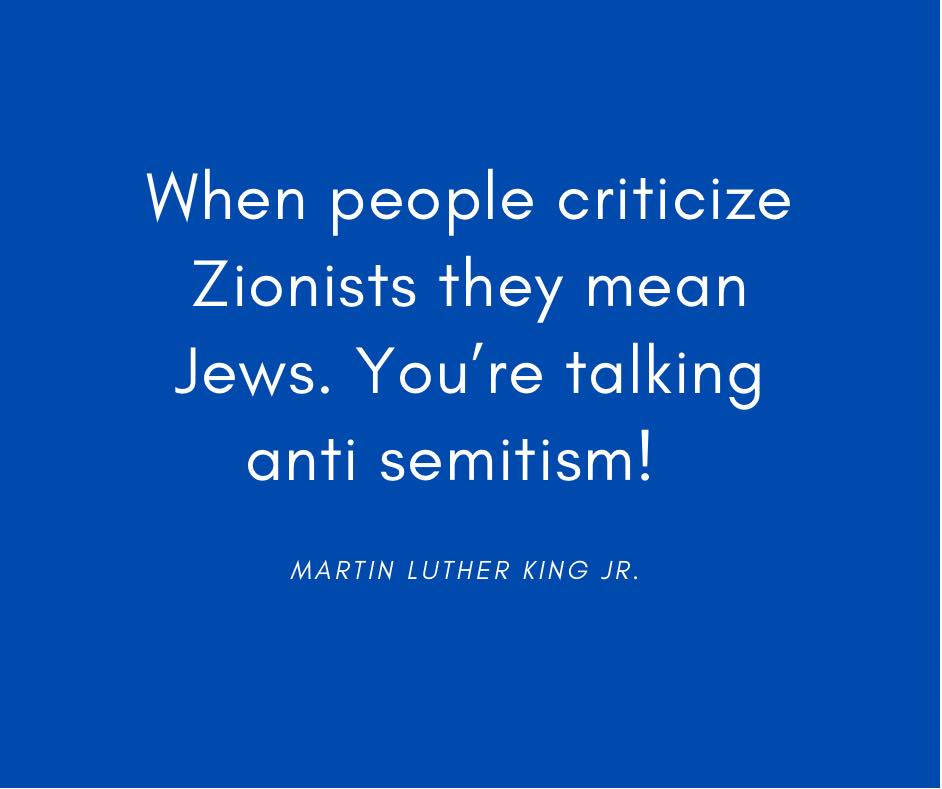 When people criticize
Zionists they mean
Jews. You’re talking
anti semitism!
MARTIN LUTHER KING JR.